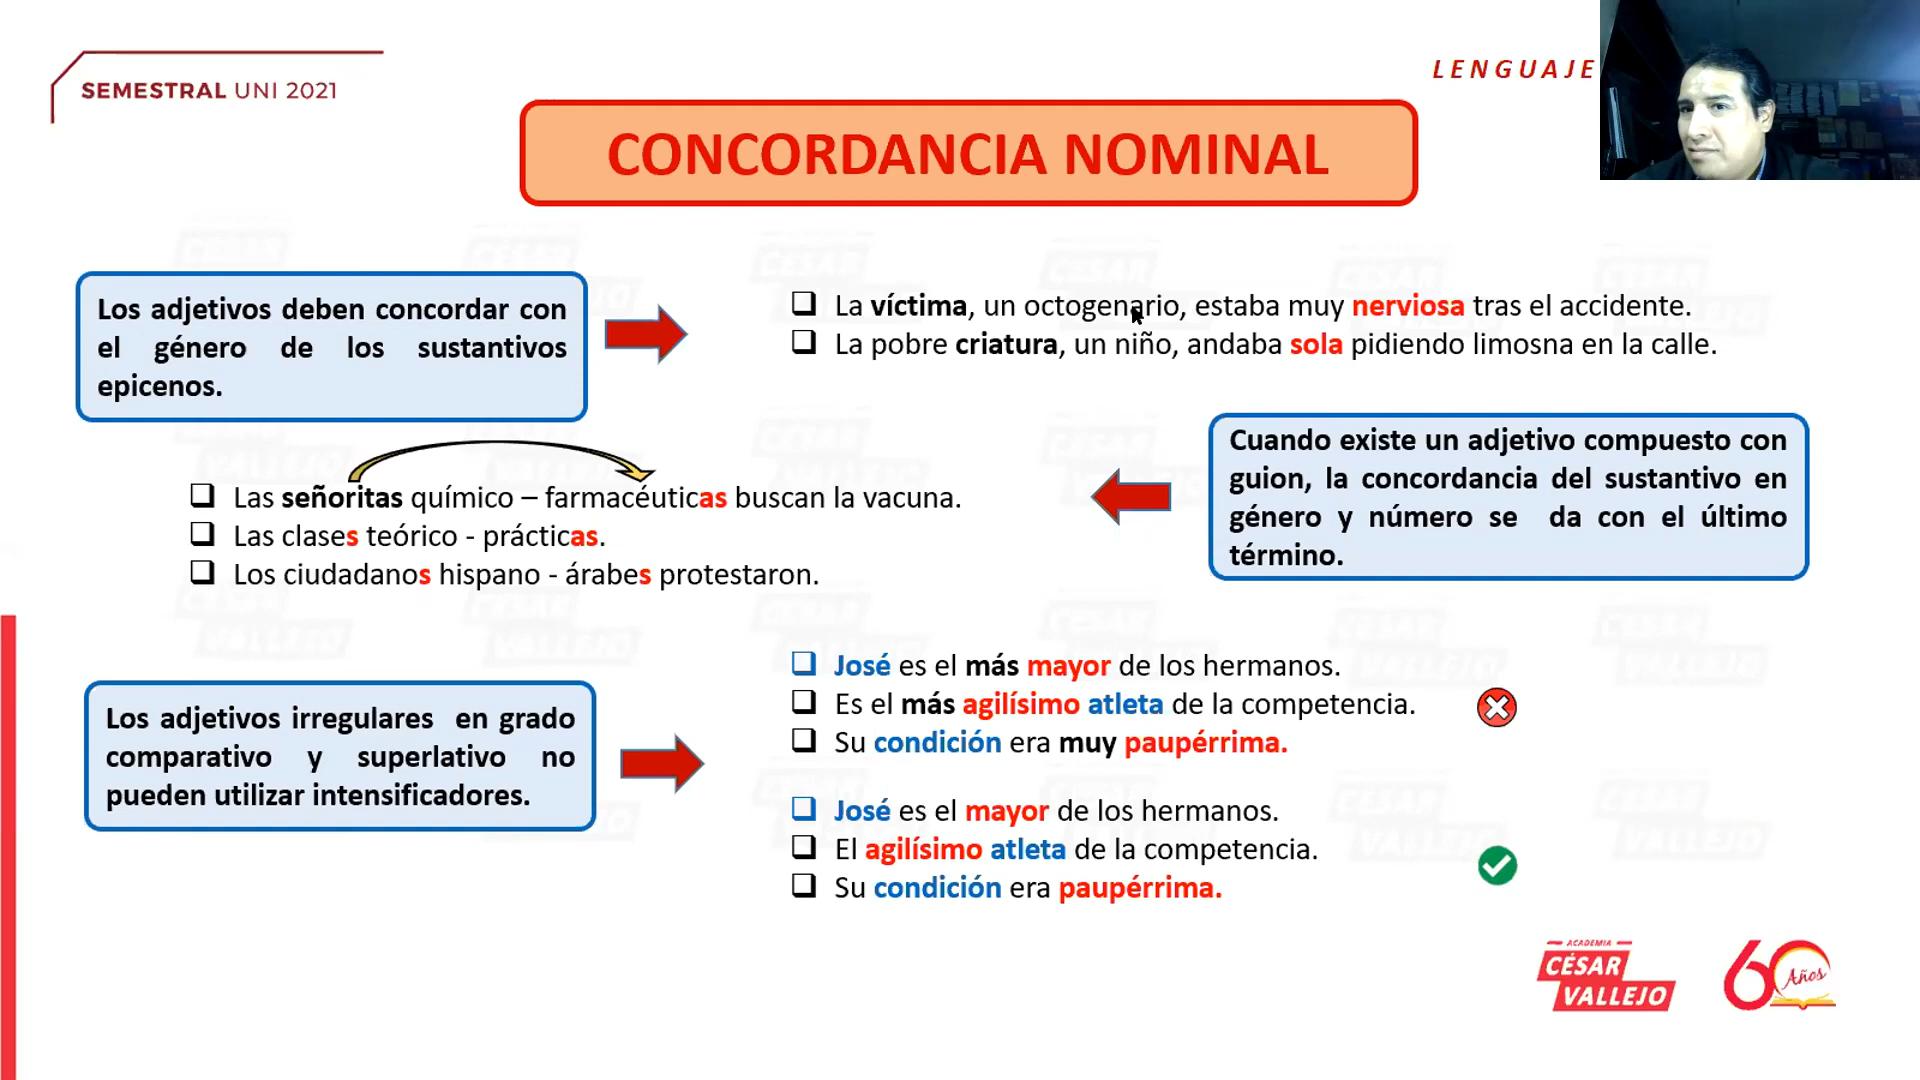 SEMESTRAL UNI 2021
LENGUAJE
CONCORDANCIA NOMINAL
Los adjetivos deben concordar con
el género de los sustantivos
epicenos.
❑ La víctima, un octogenario, estaba muy nerviosa tras el accidente.
❑ La pobre criatura, un niño, andaba sola pidiendo limosna en la calle.
❑ Las señoritas químico – farmacéuticas buscan la vacuna.
❑ Las clases teórico - prácticas.
❑ Los ciudadanos hispano - árabes protestaron.
Cuando existe un adjetivo compuesto con
guion, la concordancia del sustantivo en
género y número se da con el último
término.
Los adjetivos irregulares en grado
comparativo y superlativo no
pueden utilizar intensificadores.
❑ José es el más mayor de los hermanos.
❑ Es el más agilísimo atleta de la competencia.
❑ Su condición era muy paupérrima.
❑ José es el mayor de los hermanos.
❑ El agilísimo atleta de la competencia.
❑ Su condición era paupérrima.
ACADEMIA
CÉSAR
VALLEJO
60 Años